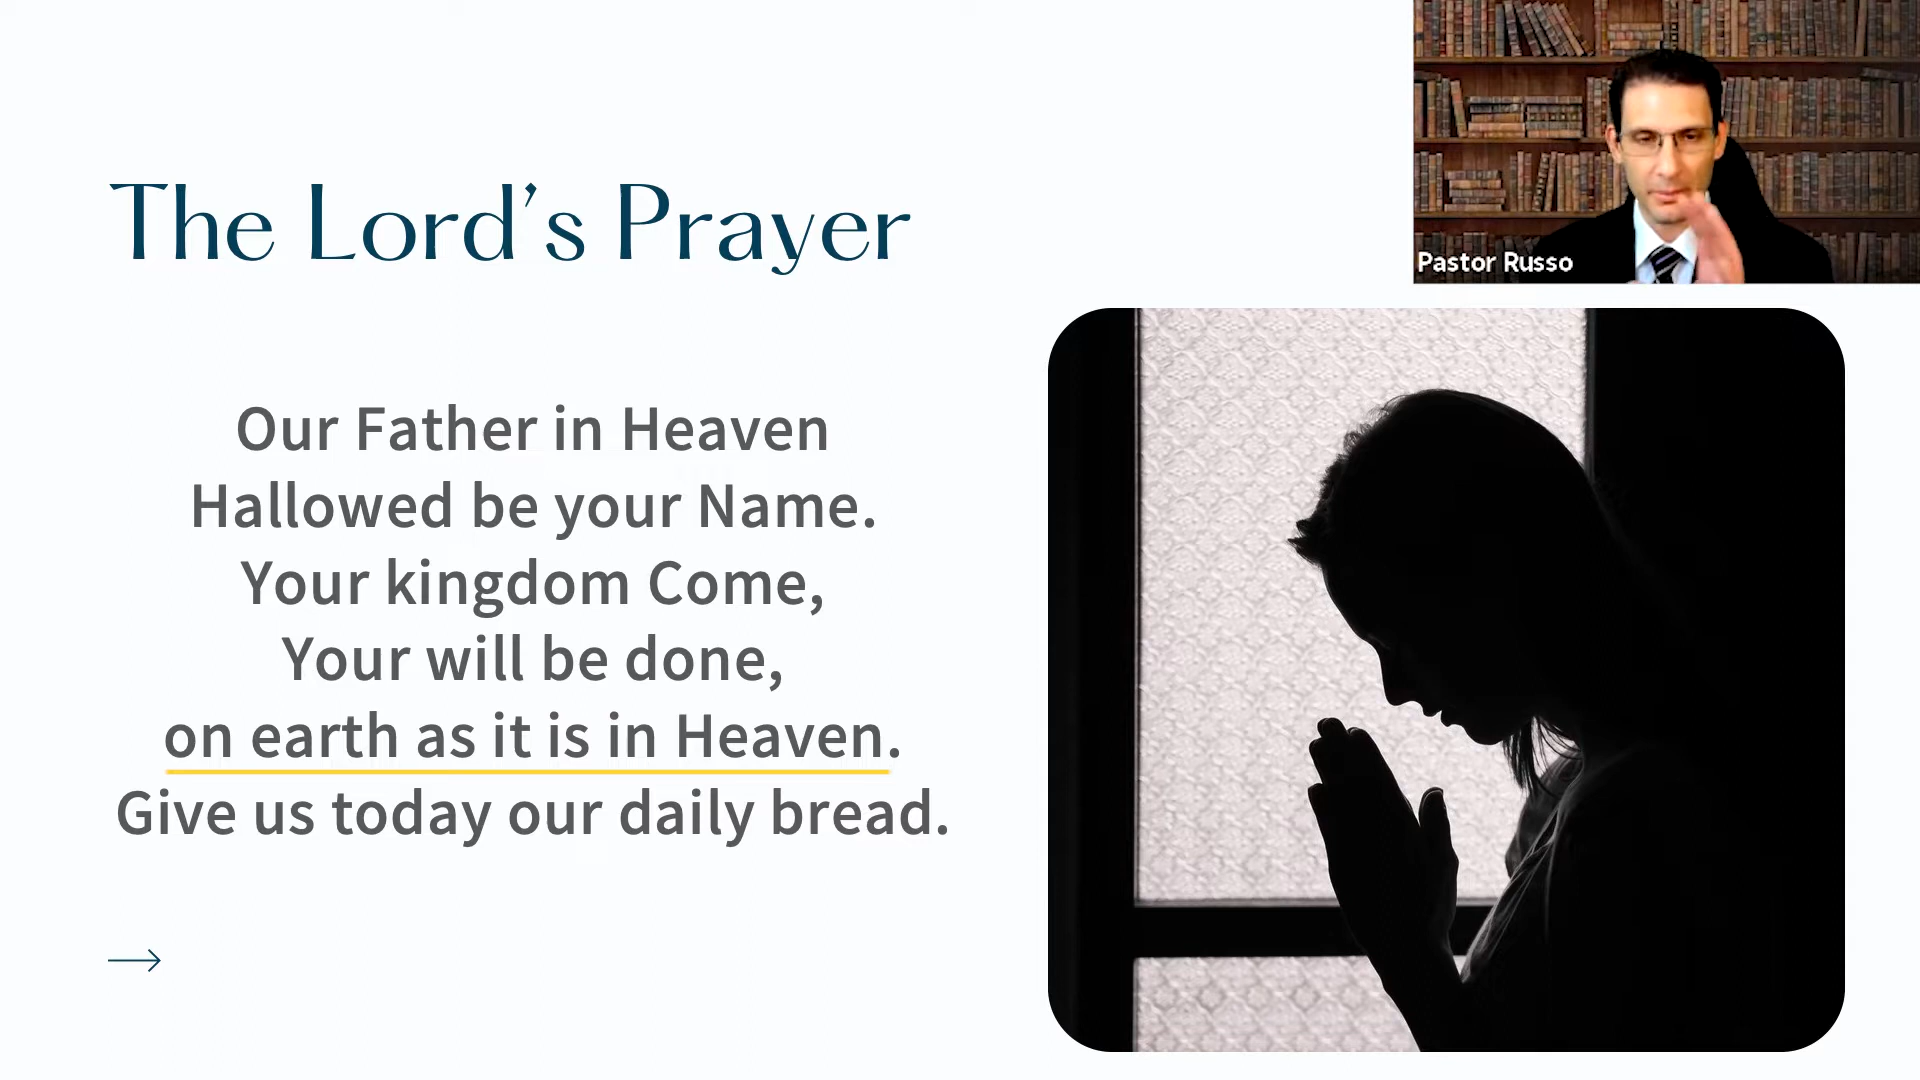 The Lord's Prayer
Pastor Russo
Our Father in Heaven
Hallowed be your Name.
Your kingdom Come,
Your will be done,
on earth as it is in Heaven.
Give us today our daily bread.